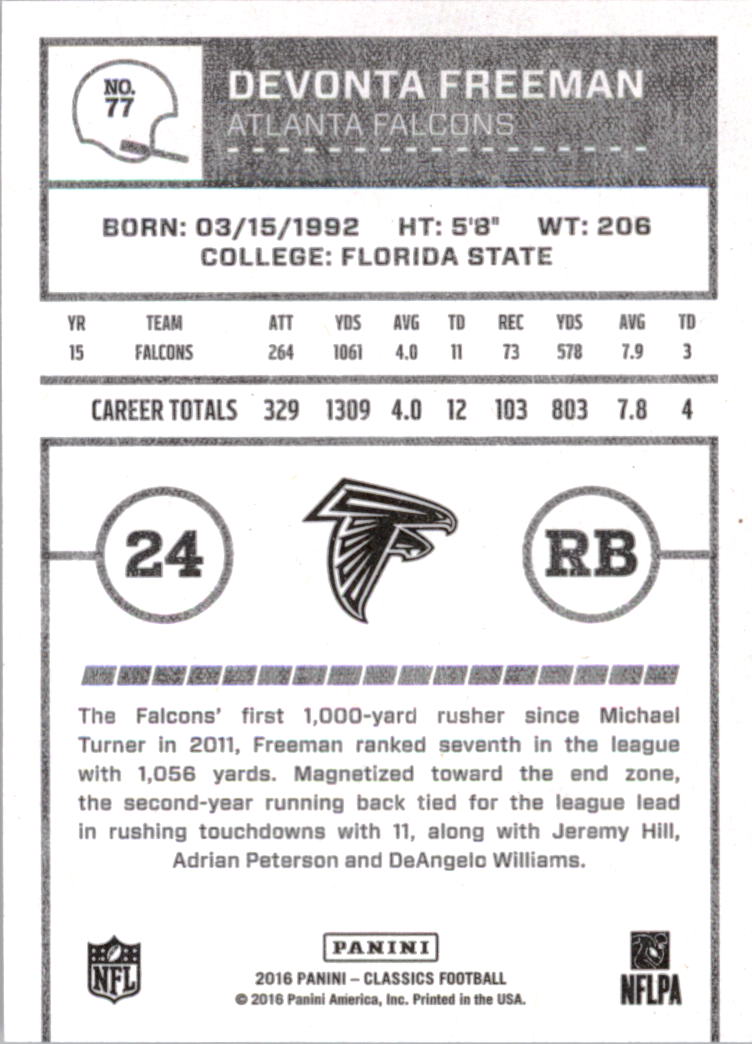 NO.
77
DEVONTA FREEMAN
ATLANTA FALCONS
BORN: 03/15/1992 HT: 5'8" WT: 206
COLLEGE: FLORIDA STATE
YR TEAM ATT YDS AVG TD REC YDS AVG TD
15 FALCONS 264 1061 4.0 11 73 578 7.9 3
CAREER TOTALS 329 1309 4.0 12 103 803 7.8 4
24
RB
The Falcons' first 1,000-yard rusher since Michael
Turner in 2011, Freeman ranked seventh in the league
with 1,056 yards. Magnetized toward the end zone,
the second-year running back tied for the league lead
in rushing touchdowns with 11, along with Jeremy Hill,
Adrian Peterson and DeAngelo Williams.
NFL
PANINI
2016 PANINI – CLASSICS FOOTBALL
© 2016 Panini America, Inc. Printed in the USA.
NFLPA